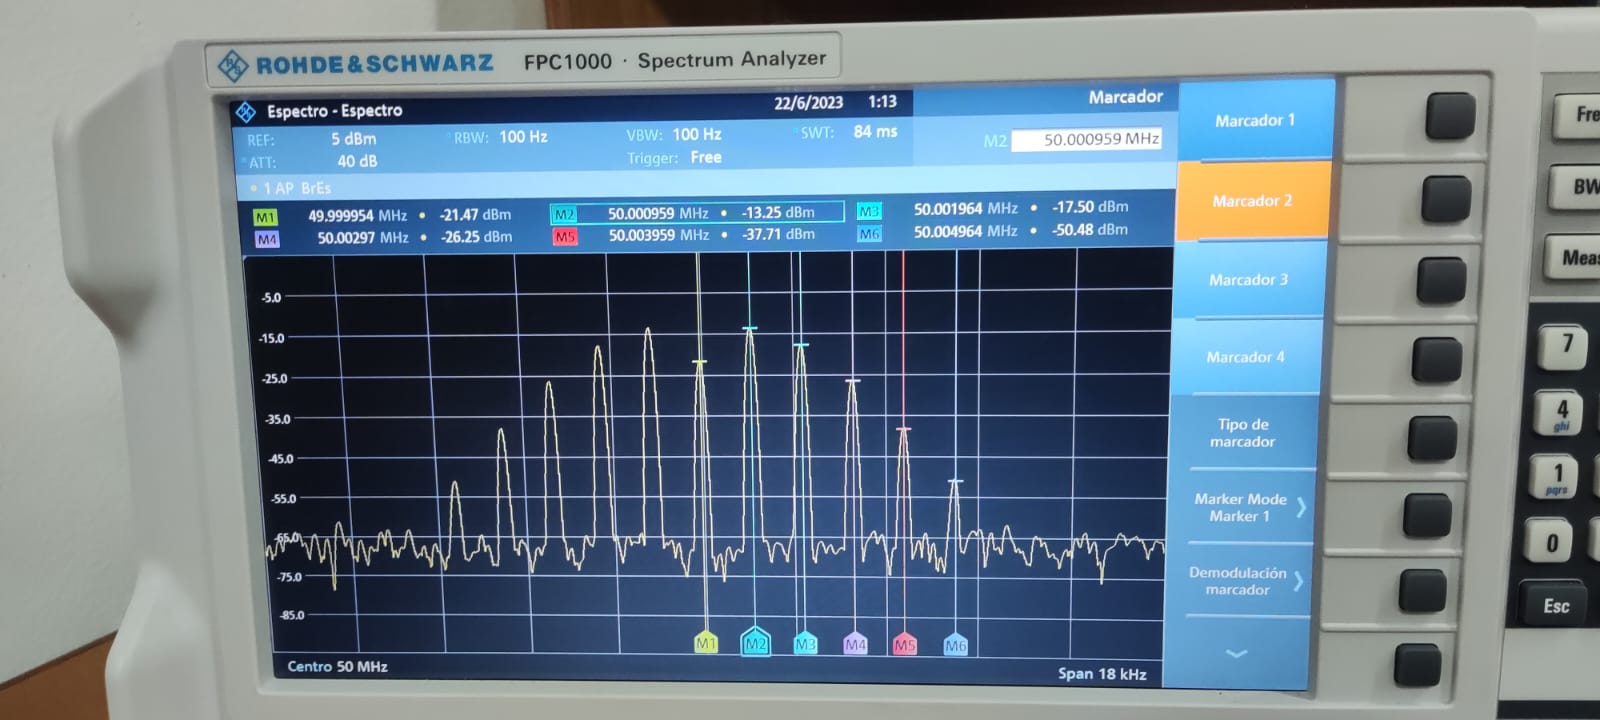 ROHDE&SCHWARZ FPC1000 · Spectrum Analyzer
Espectro - Espectro 22/6/2023 1:13 Marcador
REF: 5 dBm RBW: 100 Hz VBW: 100 Hz SWT: 84 ms
M2 50.000959 MHz
ATT: 40 dB Trigger: Free
1 AP BrEs
M1 49.999954 MHz • -21.47 dBm M2 50.000959 MHz • -13.25 dBm M3 50.001964 MHz • -17.50 dBm
M4 50.00297 MHz • -26.25 dBm M5 50.003959 MHz • -37.71 dBm M6 50.004964 MHz • -50.48 dBm
-5.0
-15.0
-25.0
-35.0
-45.0
-55.0
-65.0
-75.0
-85.0
M1 M2 M3 M4 M5 M6
Centro 50 MHz Span 18 kHz
Marcador 1
Marcador 2
Marcador 3
Marcador 4
Tipo de
marcador
Marker Mode
Marker 1
Demodulación
marcador
Fre
BW
Meas
7
4
ghi
1
pqrs
0
Esc